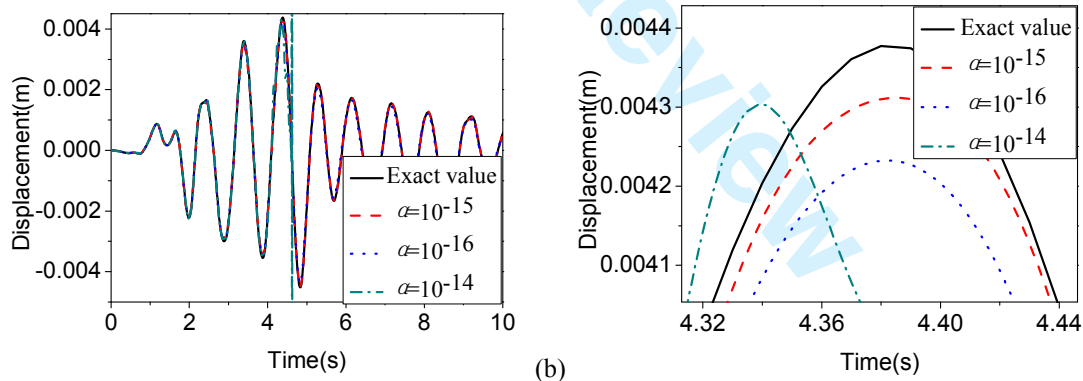 0.004
0.002
0.000
-0.002
-0.004
Displacement(m)
Exact value
α=10⁻¹⁵
α=10⁻¹⁶
α=10⁻¹⁴
0 2 4 6 8 10
Time(s)
(b)
0.0044
0.0043
0.0042
0.0041
Displacement(m)
Exact value
α=10⁻¹⁵
α=10⁻¹⁶
α=10⁻¹⁴
4.32 4.36 4.40 4.44
Time(s)
view